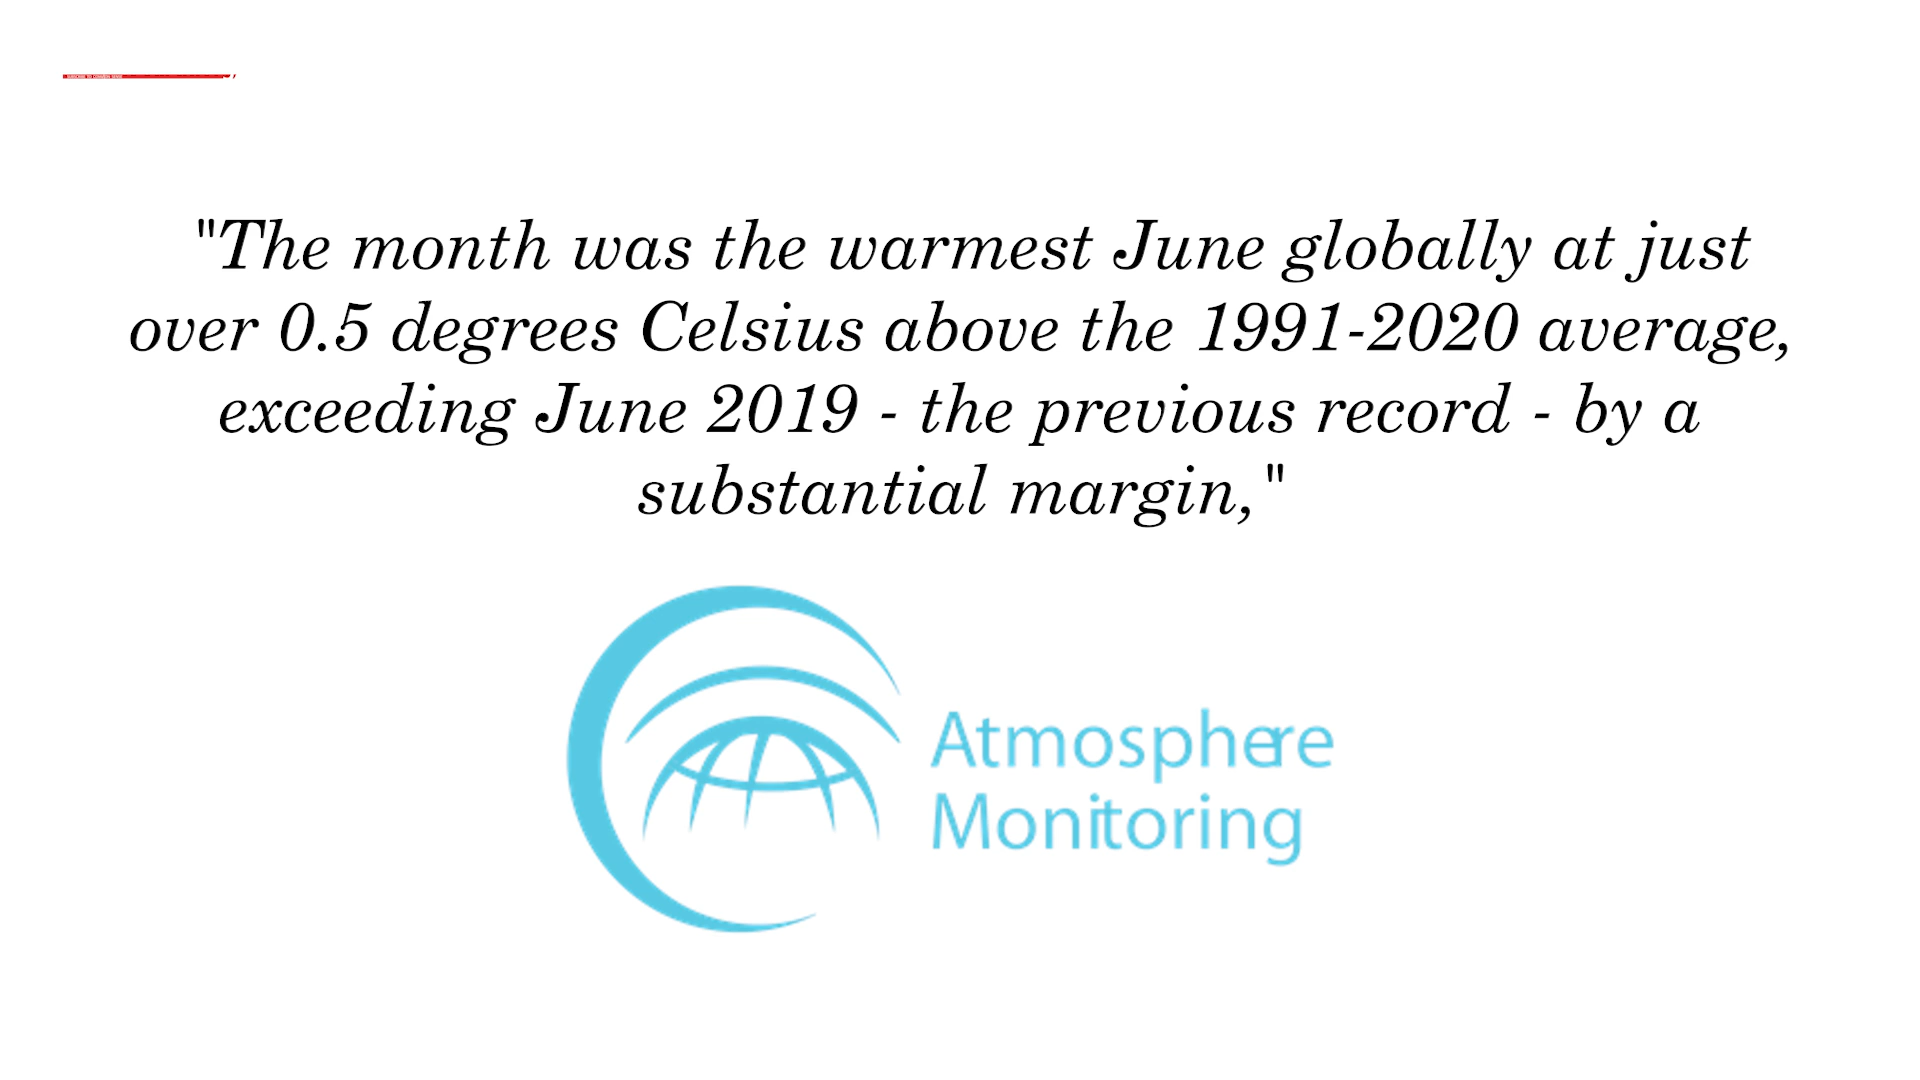 "The month was the warmest June globally at just
over 0.5 degrees Celsius above the 1991-2020 average,
exceeding June 2019 - the previous record - by a
substantial margin,"
Atmosphere
Monitoring